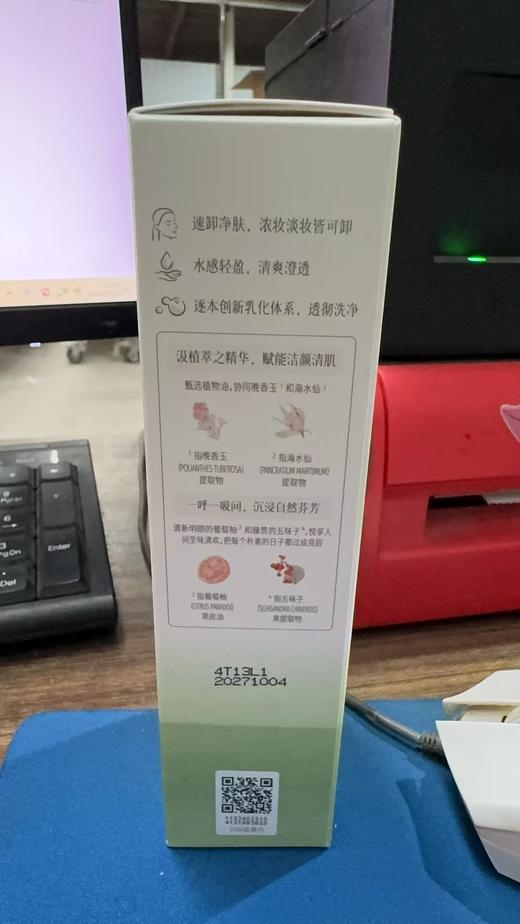 速卸净肤，浓妆淡妆皆可卸
水感轻盈，清爽澄透
逐本创新乳化体系，透彻洗净
汲植萃之精华，赋能洁颜清肌
甄选植物油，协同晚香玉¹和海水仙²
¹指晚香玉
(POLIANTHES TUBEROSA)
提取物
²指海水仙
(PANCRATIUM MARITIMUM)
提取物
一呼一吸间，沉浸自然芬芳
清新明朗的葡萄柚³和臻贵的五味子⁴，悦享人
间至味清欢，把每个朴素的日子都过成良辰
³指葡萄柚
(CITRUS PARADISI)
果皮油
⁴指五味子
(SCHISANDRA CHINENSIS)
果提取物
4T13L1
20271004
Enter
6
3
PgDn
Del